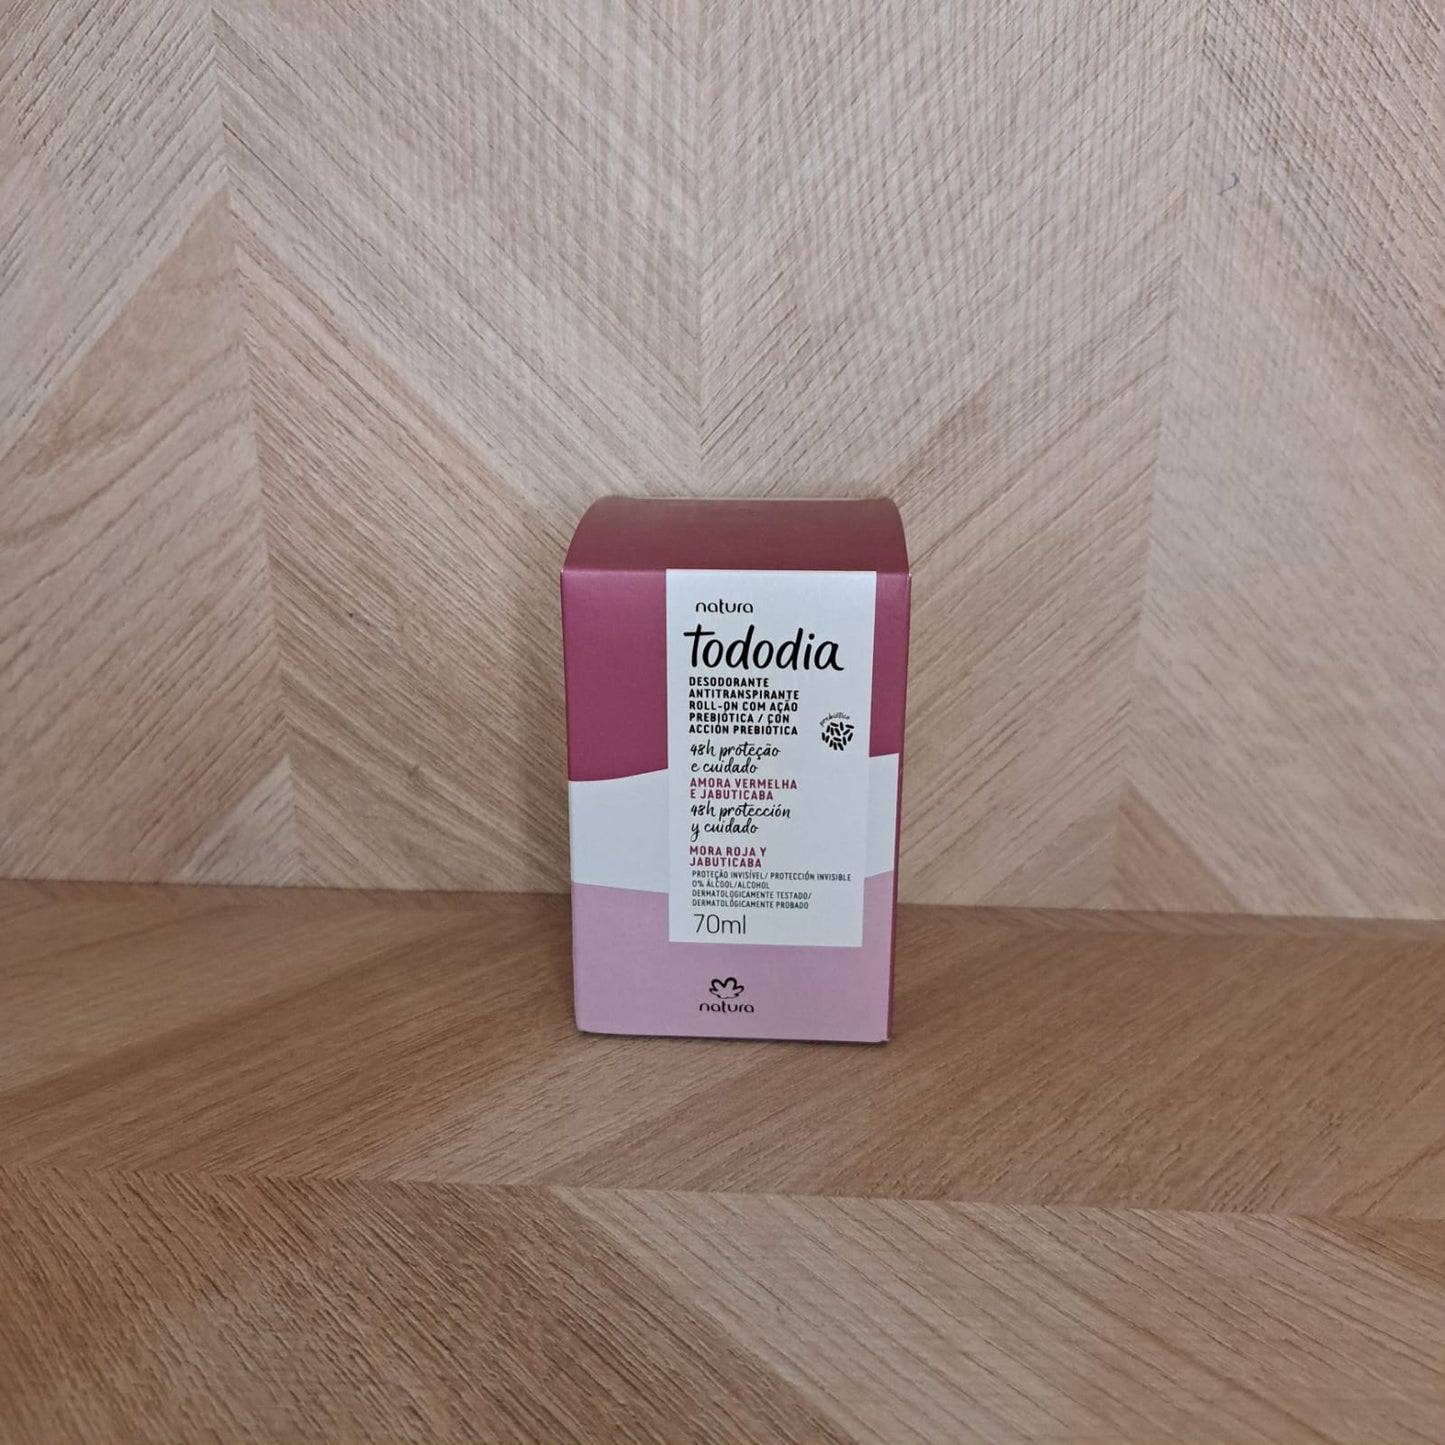 natura
tododia
DESODORANTE
ANTITRANSPIRANTE
ROLL-ON COM AÇÃO
PREBIÓTICA / CON
ACCIÓN PREBIÓTICA
prebiótico
48h proteção
e cuidado
AMORA VERMELHA
E JABUTICABA
48h protección
y cuidado
MORA ROJA Y
JABUTICABA
PROTEÇÃO INVISÍVEL/ PROTECCIÓN INVISIBLE
0% ÁLCOOL/ALCOHOL
DERMATOLOGICAMENTE TESTADO/
DERMATOLÓGICAMENTE PROBADO
70ml
natura